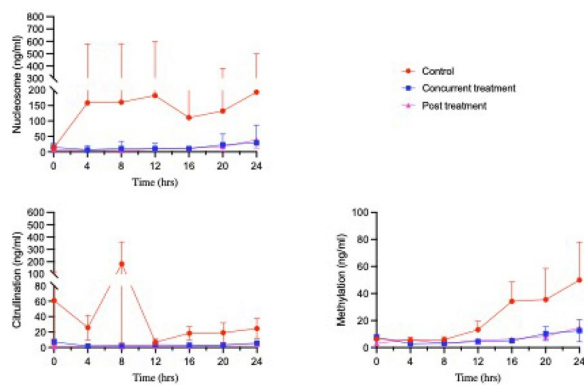 Nucleosome (ng/ml)
800
700
600
500
400
300
200
150
100
50
0
0 4 8 12 16 20 24
Time (hrs)
Control
Concurrent treatment
Post treatment
Citrullination (ng/ml)
600
500
400
300
200
100
80
60
40
20
0
0 4 8 12 16 20 24
Time (hrs)
Methylation (ng/ml)
100
80
60
40
20
0
0 4 8 12 16 20 24
Time (hrs)